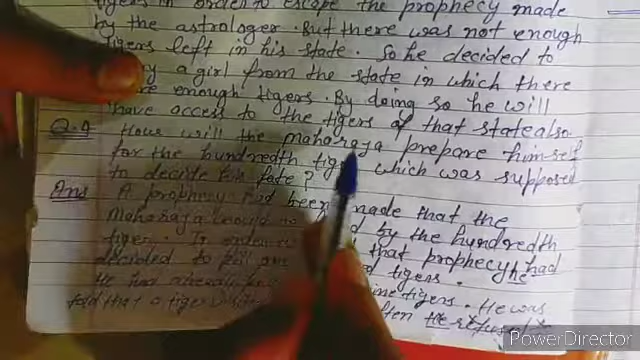 tigers in order to escape the prophecy made
by the astrologer. But there was not enough
tigers left in his state. So he decided to
a girl from the state in which there
enough tigers. By doing so he will
have access to the tigers of that state also
Q.4 How will the maharaja prepare himself
for the hundredth which was supposed
to decide his fate?
Ans A prophecy had been made that the
Maharaja would by the hundredth
tiger. In that prophecy he had
decided to kill tigers.
He had tigers. He was
told that a tiger's
PowerDirector